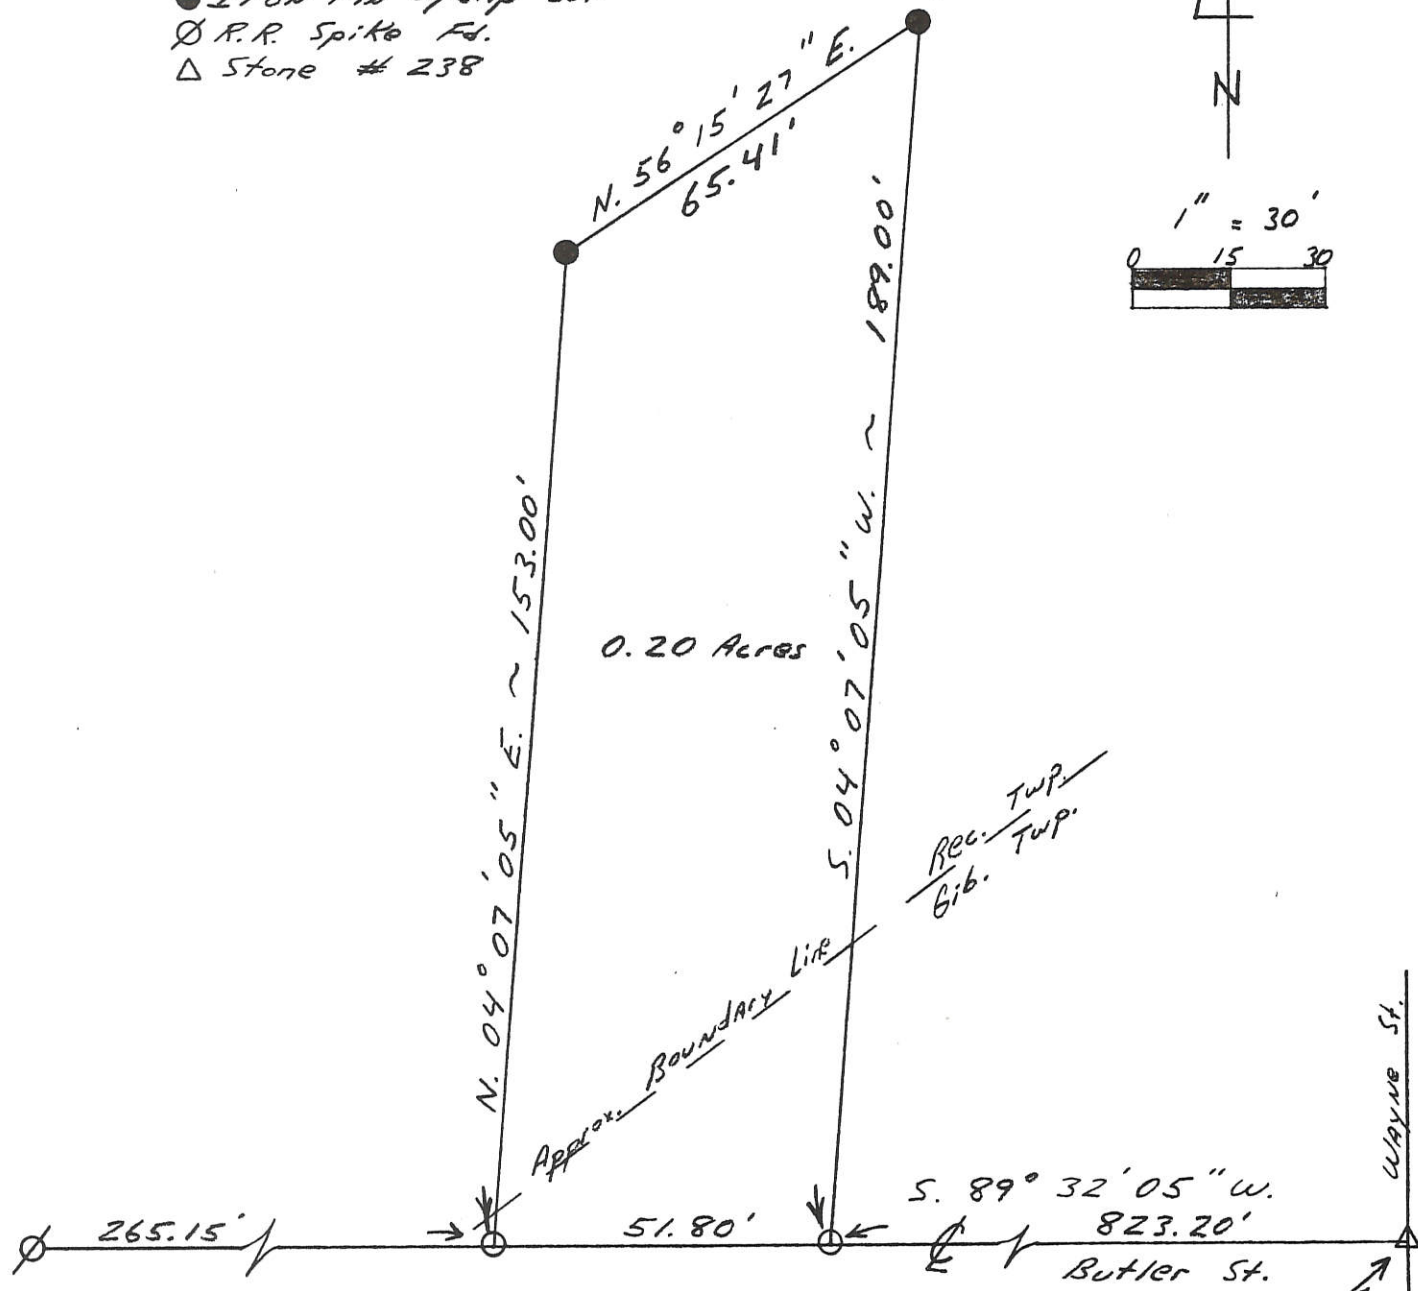 Ø R.R. Spike Fd.
△ Stone # 238
N
1" = 30'
0 15 30
N. 56° 15' 27" E.
65.41'
N. 04° 07' 05" E. ~ 153.00'
S. 04° 07' 05" W. ~ 189.00'
0.20 Acres
Rec. Twp.
Gib. Twp.
Approx. Boundary Line
Wayne St.
265.15'
51.80'
S. 89° 32' 05" W.
823.20'
Butler St.